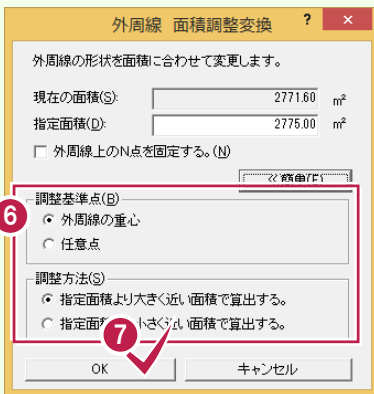 外周線 面積調整変換 ? ×
外周線の形状を面積に合わせて変更します。
現在の面積(S): 2771.60 m²
指定面積(D): 2775.00 m²
外周線上のN点を固定する。(N)
<< 簡単(E)
6
調整基準点(B)
外周線の重心
任意点
調整方法(S)
指定面積より大きく近い面積で算出する。
指定面積 小さく近い面積で算出する。
7
OK キャンセル